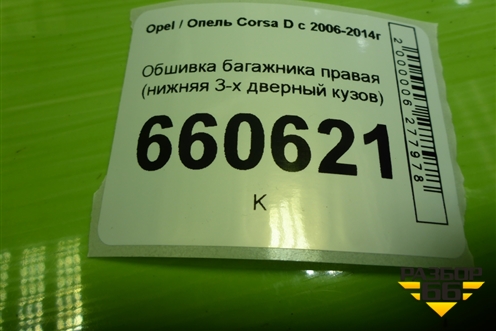 Opel / Опель Corsa D с 2006-2014г
Обшивка багажника правая
(нижняя 3-х дверный кузов)
660621
К
2000006277978
РАЗБОР
66